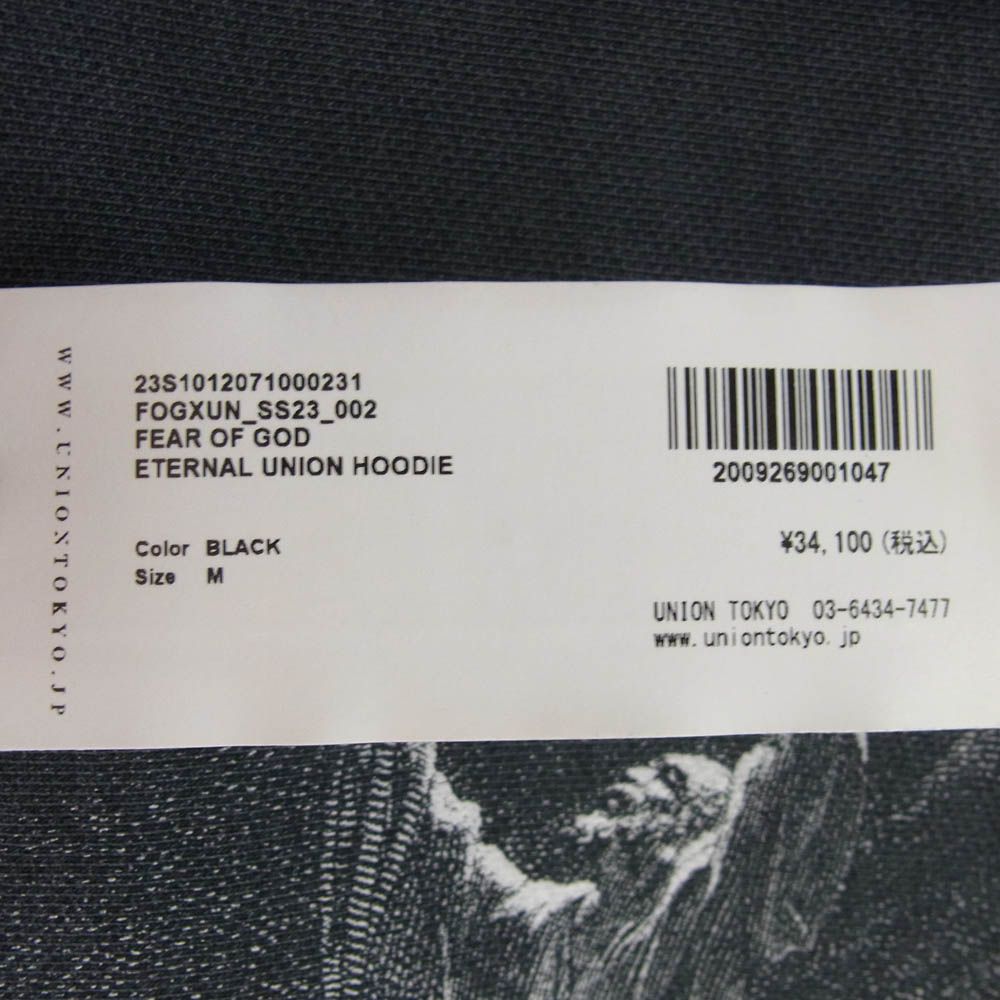 WWW.UNIONTOKYO.JP
23S1012071000231
FOGXUN_SS23_002
FEAR OF GOD
ETERNAL UNION HOODIE
Color BLACK
Size M
2009269001047
¥34,100(税込)
UNION TOKYO 03-6434-7477
www.uniontokyo.jp